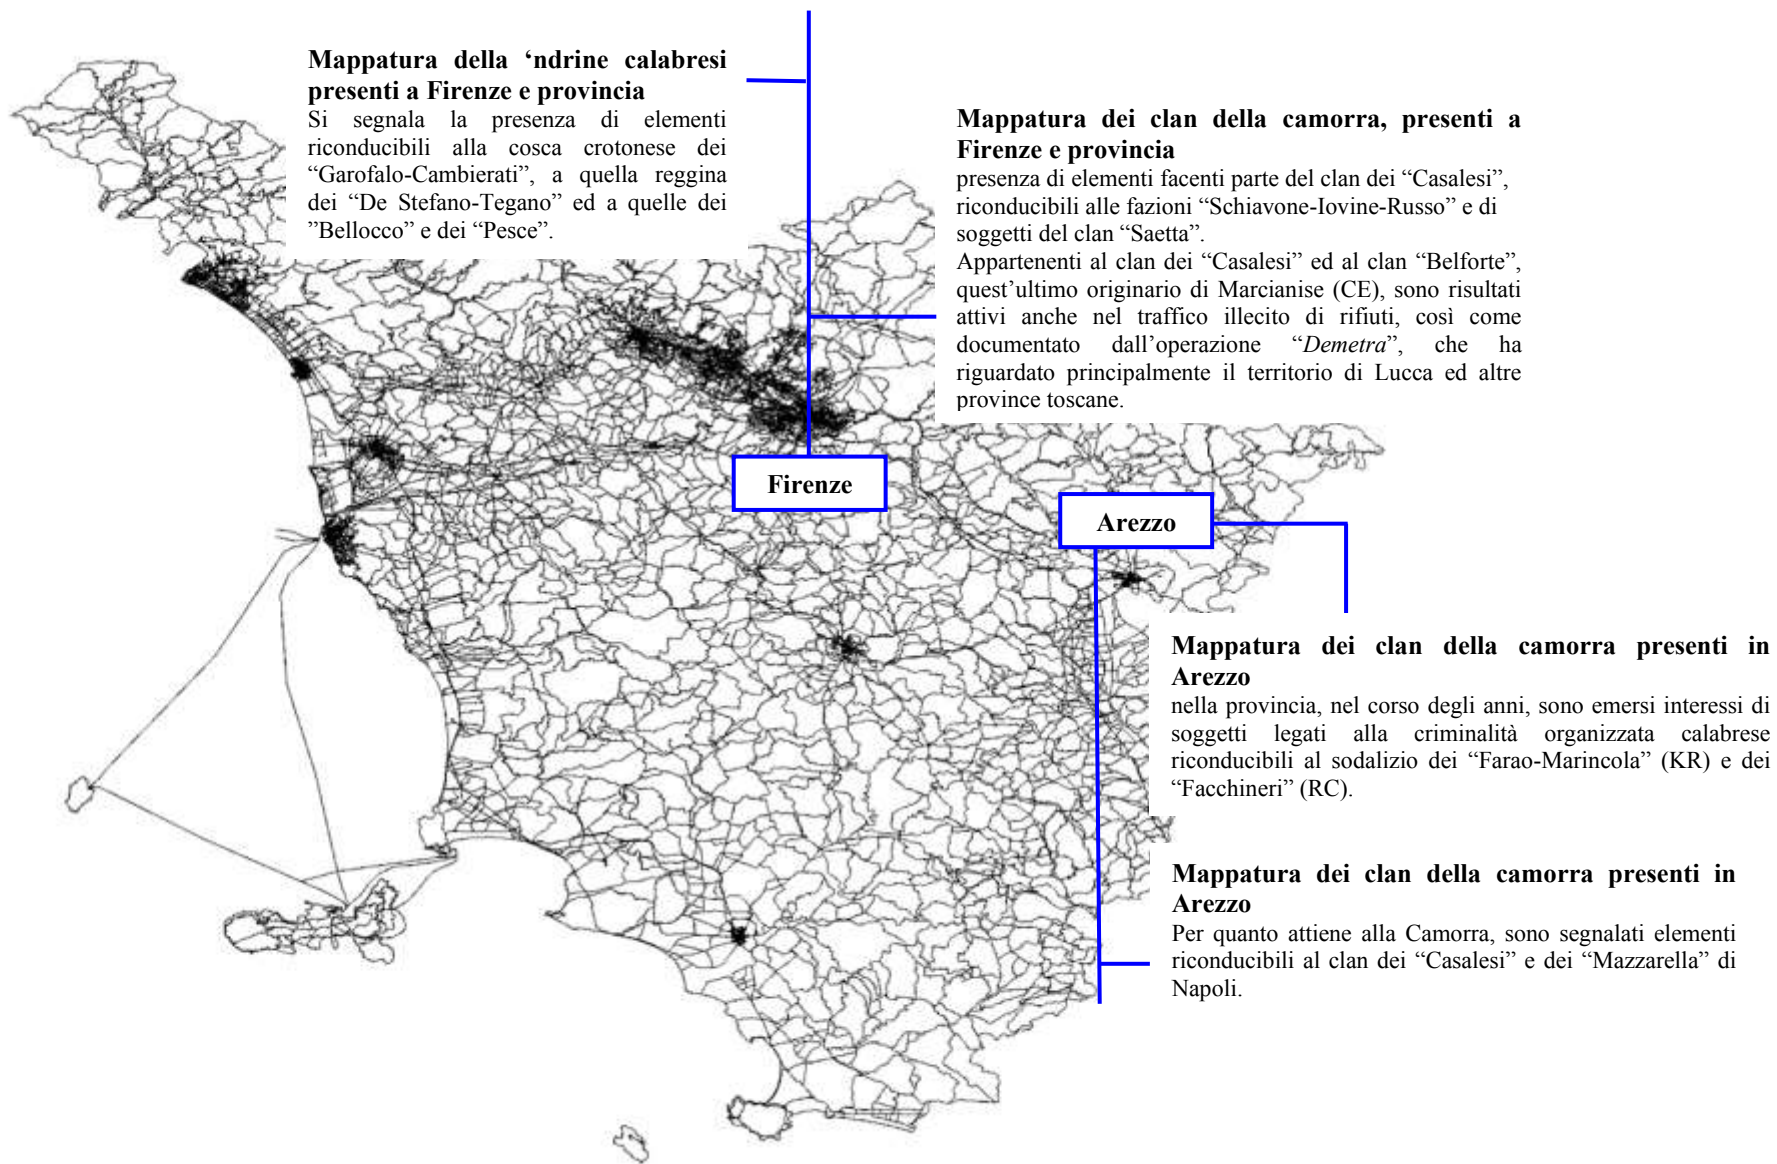 Mappatura della ‘ndrine calabresi
presenti a Firenze e provincia
Si segnala la presenza di elementi
riconducibili alla cosca crotonese dei
“Garofalo-Cambierati”, a quella reggina
dei “De Stefano-Tegano” ed a quelle dei
”Bellocco” e dei “Pesce”.
Mappatura dei clan della camorra, presenti a
Firenze e provincia
presenza di elementi facenti parte del clan dei “Casalesi”,
riconducibili alle fazioni “Schiavone-Iovine-Russo” e di
soggetti del clan “Saetta”.
Appartenenti al clan dei “Casalesi” ed al clan “Belforte”,
quest’ultimo originario di Marcianise (CE), sono risultati
attivi anche nel traffico illecito di rifiuti, così come
documentato dall’operazione “Demetra”, che ha
riguardato principalmente il territorio di Lucca ed altre
province toscane.
Firenze
Arezzo
Mappatura dei clan della camorra presenti in
Arezzo
nella provincia, nel corso degli anni, sono emersi interessi di
soggetti legati alla criminalità organizzata calabrese
riconducibili al sodalizio dei “Farao-Marincola” (KR) e dei
“Facchineri” (RC).
Mappatura dei clan della camorra presenti in
Arezzo
Per quanto attiene alla Camorra, sono segnalati elementi
riconducibili al clan dei “Casalesi” e dei “Mazzarella” di
Napoli.